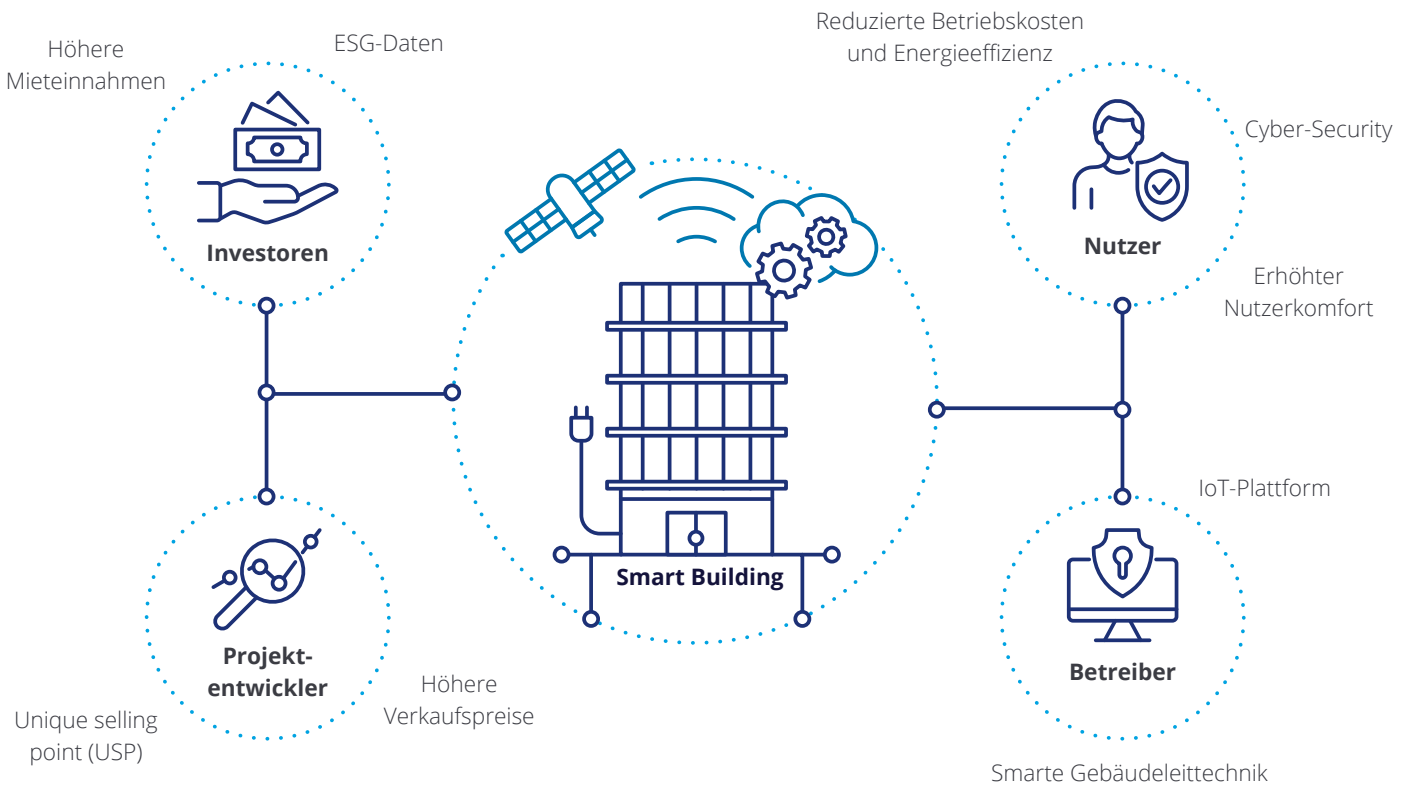 Höhere
Mieteinnahmen
ESG-Daten
Investoren
Reduzierte Betriebskosten
und Energieeffizienz
Cyber-Security
Nutzer
Erhöhter
Nutzerkomfort
Smart Building
Projekt-
entwickler
Höhere
Verkaufspreise
Unique selling
point (USP)
IoT-Plattform
Betreiber
Smarte Gebäudeleittechnik